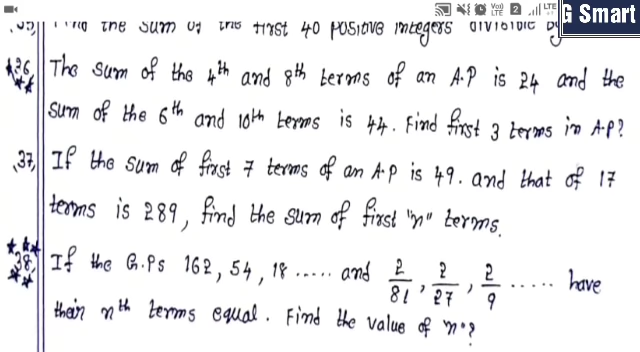 35) Find the sum of the first 40 positive integers divisible by
G Smart
36, The sum of the 4th and 8th terms of an A.P is 24 and the
sum of the 6th and 10th terms is 44. Find first 3 terms in A.P?
37, If the sum of first 7 terms of an A.P is 49. and that of 17
terms is 289, find the sum of first "n" terms.
38, If the G.Ps 162, 54, 18 ..... and 2/81, 2/27, 2/9 ..... have
their nth terms equal. Find the value of 'n'?